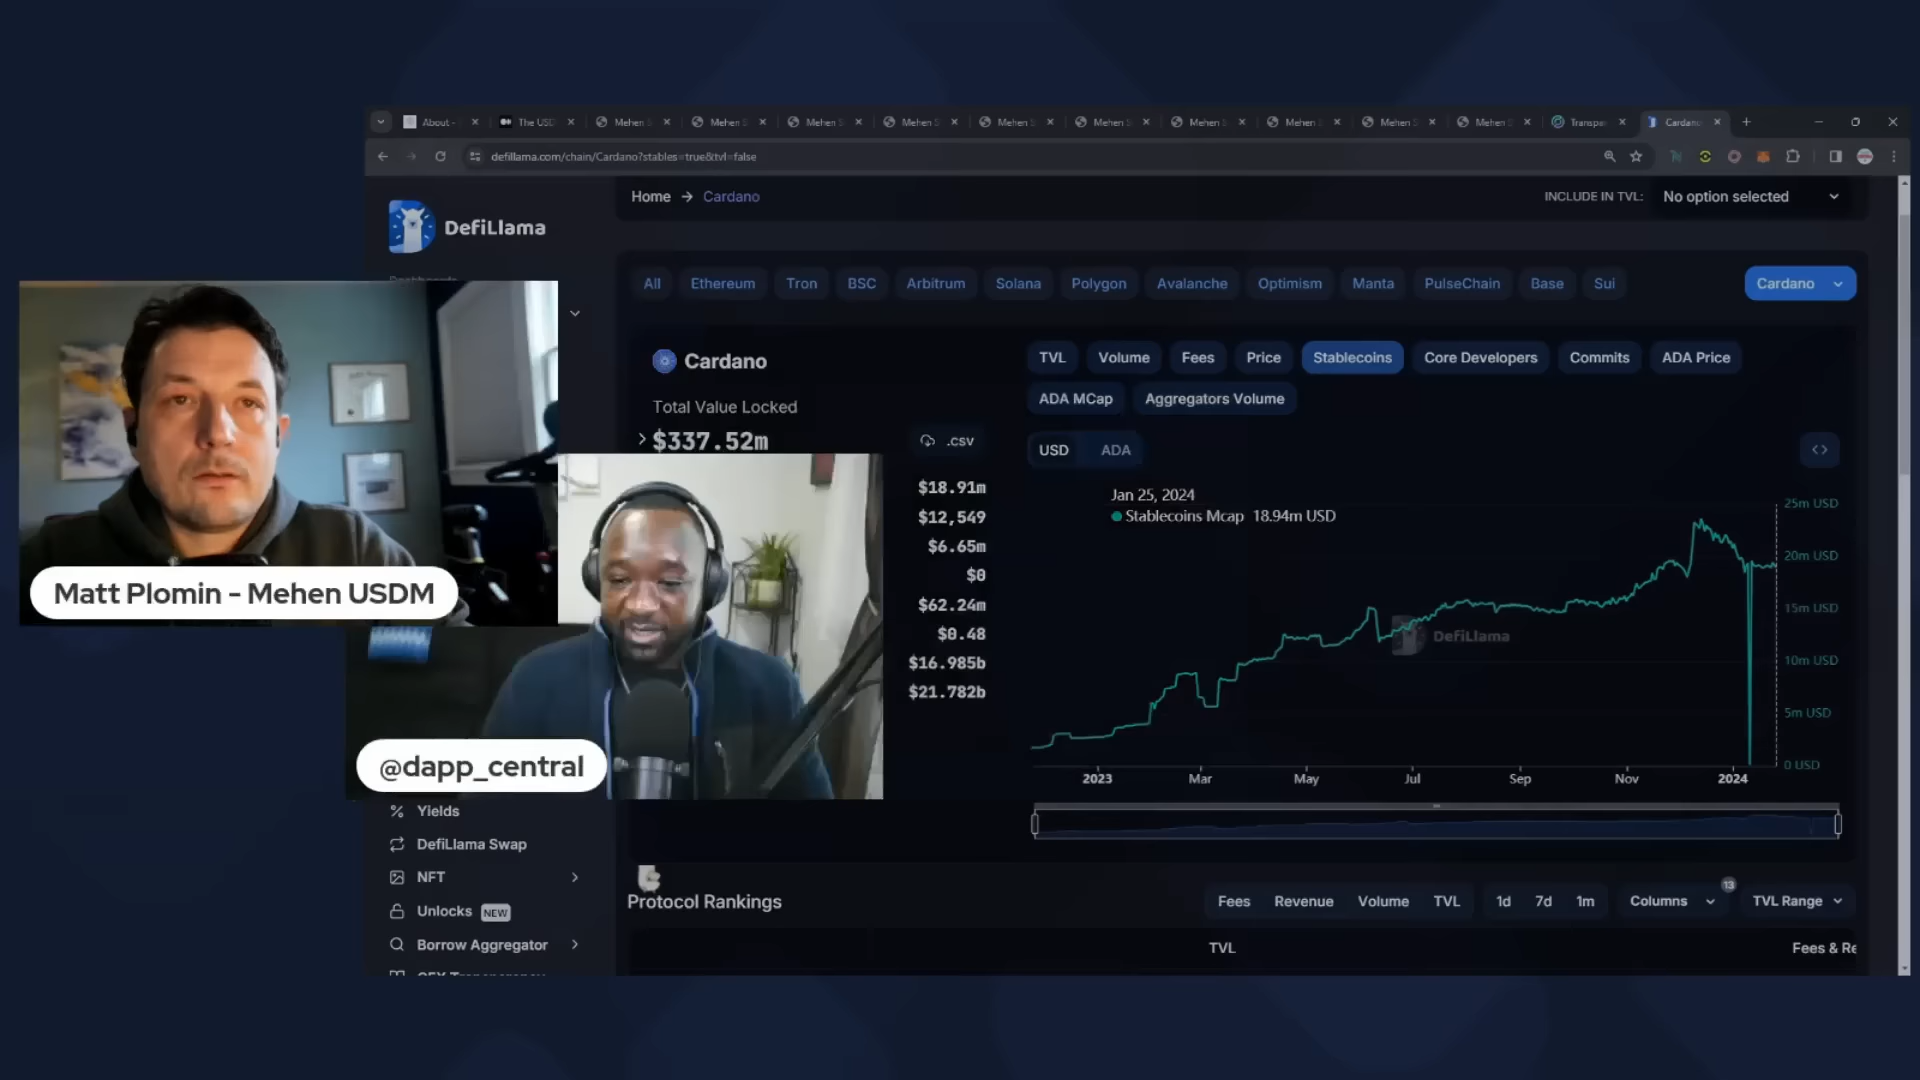 About -
The USD
Mehen
Mehen S
Mehen S
Mehen S
Mehen
Mehen S
Mehen S
Mehen
Mehen S
Mehen S
Transpa
Cardano
defillama.com/chain/Cardano?stables=true&tvl=false
DefiLlama
Home → Cardano
INCLUDE IN TVL: No option selected
All Ethereum Tron BSC Arbitrum Solana Polygon Avalanche Optimism Manta PulseChain Base Sui Cardano
Cardano
Total Value Locked
$337.52m
.csv
$18.91m
$12,549
$6.65m
$0
$62.24m
$0.48
$16.985b
$21.782b
TVL Volume Fees Price Stablecoins Core Developers Commits ADA Price
ADA MCap Aggregators Volume
USD ADA
Jan 25, 2024
Stablecoins Mcap 18.94m USD
25m USD
20m USD
15m USD
10m USD
5m USD
0 USD
DefiLlama
2023 Mar May Jul Sep Nov 2024
Matt Plomin - Mehen USDM
@dapp_central
Yields
DefiLlama Swap
NFT
Unlocks NEW
Borrow Aggregator
Protocol Rankings
Fees Revenue Volume TVL 1d 7d 1m Columns 13 TVL Range
TVL
Fees & Re